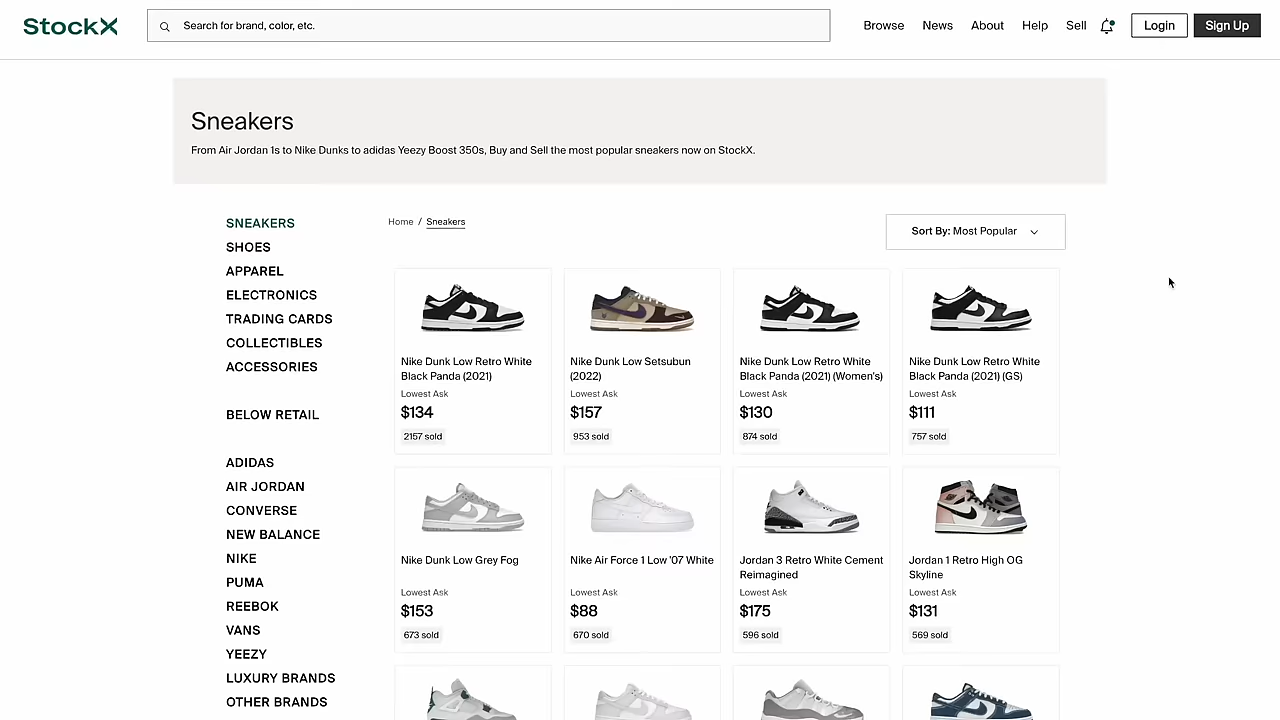 StockX
Search for brand, color, etc.
Browse
News
About
Help
Sell
Login
Sign Up
Sneakers
From Air Jordan 1s to Nike Dunks to adidas Yeezy Boost 350s, Buy and Sell the most popular sneakers now on StockX.
SNEAKERS
SHOES
APPAREL
ELECTRONICS
TRADING CARDS
COLLECTIBLES
ACCESSORIES
BELOW RETAIL
ADIDAS
AIR JORDAN
CONVERSE
NEW BALANCE
NIKE
PUMA
REEBOK
VANS
YEEZY
LUXURY BRANDS
OTHER BRANDS
Home / Sneakers
Sort By: Most Popular
Nike Dunk Low Retro White
Black Panda (2021)
Lowest Ask
$134
2157 sold
Nike Dunk Low Setsubun
(2022)
Lowest Ask
$157
953 sold
Nike Dunk Low Retro White
Black Panda (2021) (Women's)
Lowest Ask
$130
874 sold
Nike Dunk Low Retro White
Black Panda (2021) (GS)
Lowest Ask
$111
757 sold
Nike Dunk Low Grey Fog
Lowest Ask
$153
673 sold
Nike Air Force 1 Low '07 White
Lowest Ask
$88
670 sold
Jordan 3 Retro White Cement
Reimagined
Lowest Ask
$175
596 sold
Jordan 1 Retro High OG
Skyline
Lowest Ask
$131
569 sold